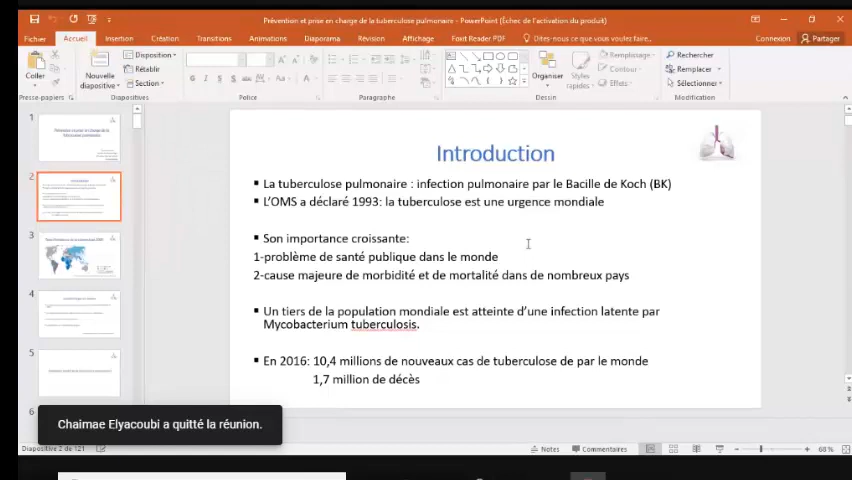 Prévention et prise en charge de la tuberculose pulmonaire - PowerPoint (Échec de l'activation du produit)
Fichier Accueil Insertion Création Transitions Animations Diaporama Révision Affichage Foxit Reader PDF Dites-nous ce que vous voulez faire. Connexion Partager
Coller
Nouvelle diapositive
Disposition
Rétablir
Section
Organiser
Styles rapides
Remplissage
Contour
Effets
Rechercher
Remplacer
Sélectionner
Presse-papiers Diapositives Police Paragraphe Dessin Modification
1
2
3
4
5
6
Introduction
La tuberculose pulmonaire : infection pulmonaire par le Bacille de Koch (BK)
L'OMS a déclaré 1993: la tuberculose est une urgence mondiale
Son importance croissante:
1-problème de santé publique dans le monde
2-cause majeure de morbidité et de mortalité dans de nombreux pays
Un tiers de la population mondiale est atteinte d'une infection latente par
Mycobacterium tuberculosis.
En 2016: 10,4 millions de nouveaux cas de tuberculose de par le monde
1,7 million de décès
Chaimae Elyacoubi a quitté la réunion.
Diapositive 2 de 121
Notes Commentaires 68 %